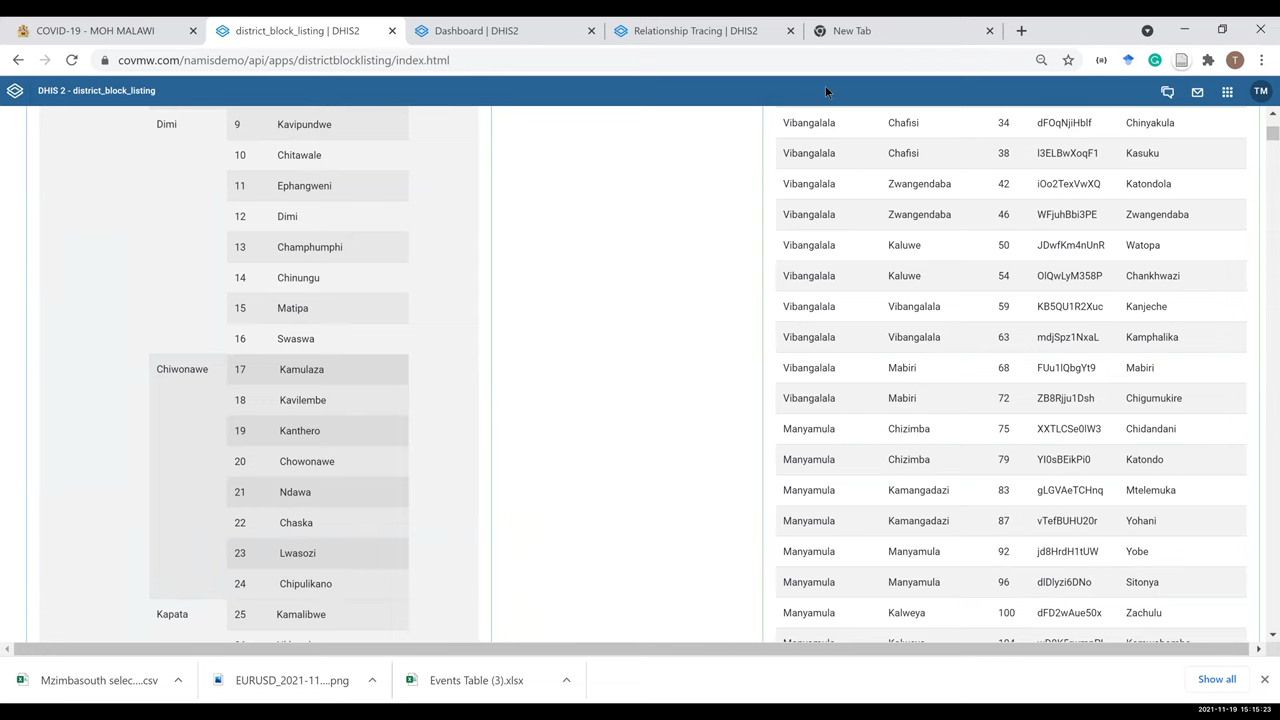 COVID-19 - MOH MALAWI
district_block_listing | DHIS2
Dashboard | DHIS2
Relationship Tracing | DHIS2
New Tab
covmw.com/namisdemo/api/apps/districtblocklisting/index.html
T
DHIS 2 - district_block_listing
TM
Dimi 9 Kavipundwe
10 Chitawale
11 Ephangweni
12 Dimi
13 Champhumphi
14 Chinungu
15 Matipa
16 Swaswa
Chiwonawe 17 Kamulaza
18 Kavilembe
19 Kanthero
20 Chowonawe
21 Ndawa
22 Chaska
23 Lwasozi
24 Chipulikano
Kapata 25 Kamalibwe
Vibangalala Chafisi 34 dFOqNjiHbIf Chinyakula
Vibangalala Chafisi 38 l3ELBwXoqF1 Kasuku
Vibangalala Zwangendaba 42 iOo2TexVwXQ Katondola
Vibangalala Zwangendaba 46 WFjuhBbi3PE Zwangendaba
Vibangalala Kaluwe 50 JDwfKm4nUnR Watopa
Vibangalala Kaluwe 54 OlQwLyM358P Chankhwazi
Vibangalala Vibangalala 59 KB5QU1R2Xuc Kanjeche
Vibangalala Vibangalala 63 mdjSpz1NxaL Kamphalika
Vibangalala Mabiri 68 FUu1lQbgYt9 Mabiri
Vibangalala Mabiri 72 ZB8Rjju1Dsh Chigumukire
Manyamula Chizimba 75 XXTLCSe0lW3 Chidandani
Manyamula Chizimba 79 Yl0sBEikPi0 Katondo
Manyamula Kamangadazi 83 gLGVAeTCHnq Mtelemuka
Manyamula Kamangadazi 87 vTefBUHU20r Yohani
Manyamula Manyamula 92 jd8HrdH1tUW Yobe
Manyamula Manyamula 96 dlDlyzi6DNo Sitonya
Manyamula Kalweya 100 dFD2wAue50x Zachulu
Mzimbasouth selec....csv
EURUSD_2021-11....png
Events Table (3).xlsx
Show all
2021-11-19 15:15:23